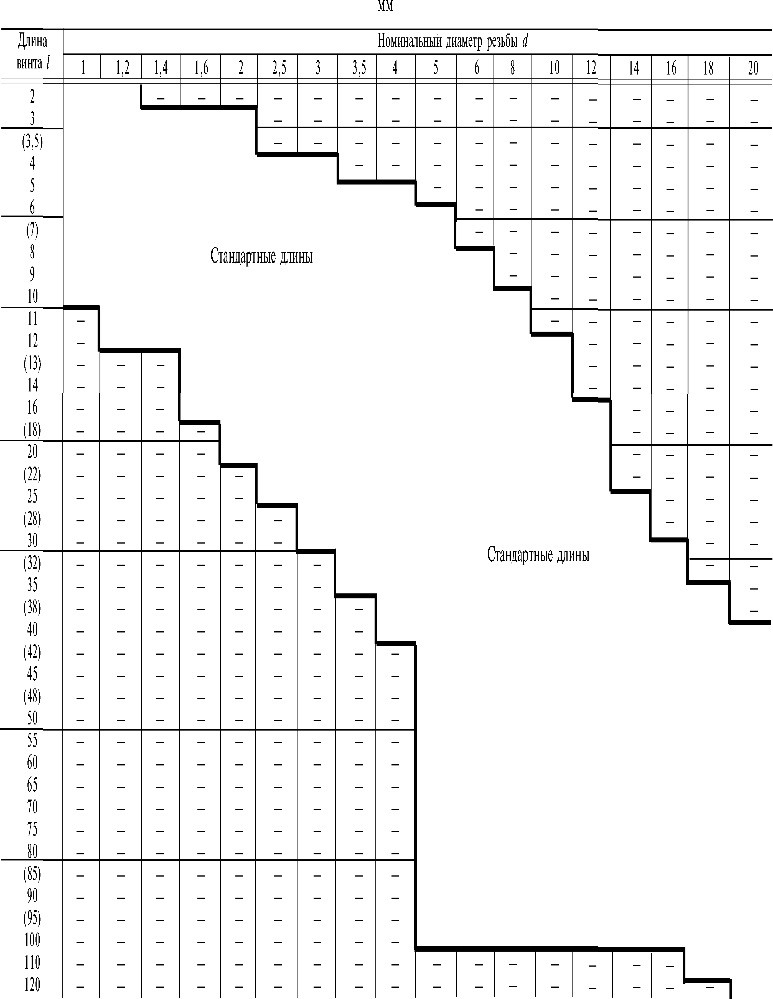 мм
Длина винта l
Номинальный диаметр резьбы d
1 1,2 1,4 1,6 2 2,5 3 3,5 4 5 6 8 10 12 14 16 18 20
2 – – – – – – – – – – – – – – – –
3 – – – – – – – – – – – – –
(3,5) – – – – – – – – – – – – –
4 – – – – – – – – – – –
5 – – – – – – – – –
6 – – – – – – – –
(7) – – – – – – – –
8 Стандартные длины – – – – – – –
9 – – – – – – –
10 – – – – – –
11 – – – – – – –
12 – – – – – –
(13) – – – – – – – –
14 – – – – – – – –
16 – – – – – – –
(18) – – – – – – – –
20 – – – – – – – –
(22) – – – – – – – – –
25 – – – – – – – –
(28) – – – – – – – – –
30 – – – – – – – –
Стандартные длины
(32) – – – – – – – – –
35 – – – – – – – –
(38) – – – – – – – – –
40 – – – – – – – –
(42) – – – – – – – – –
45 – – – – – – – – –
(48) – – – – – – – – –
50 – – – – – – – – –
55 – – – – – – – – –
60 – – – – – – – – –
65 – – – – – – – – –
70 – – – – – – – – –
75 – – – – – – – – –
80 – – – – – – – – –
(85) – – – – – – – – –
90 – – – – – – – – –
(95) – – – – – – – – –
100 – – – – – – – – –
110 – – – – – – – – – – – – – – – –
120 – – – – – – – – – – – – – – – – –